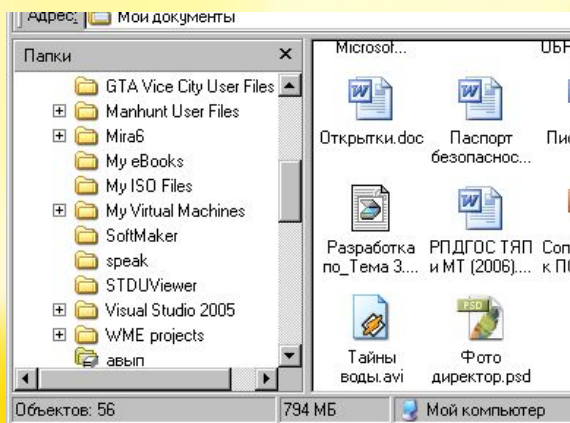 Адрес: Мои документы
Папки
GTA Vice City User Files
Manhunt User Files
Mira6
My eBooks
My ISO Files
My Virtual Machines
SoftMaker
speak
STDUViewer
Visual Studio 2005
WME projects
авып
Microsof...
Открытки.doc
Паспорт
безопаснос...
Разработка
по_Тема 3....
РПДГОС ТЯП
и МТ (2006)....
PSD
Тайны
воды.avi
Фото
директор.psd
Объектов: 56
794 МБ
Мой компьютер